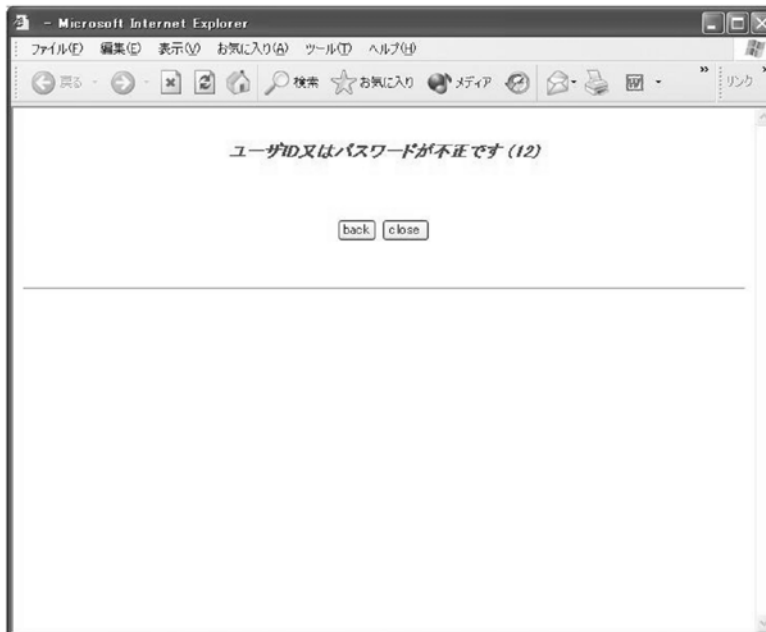 - Microsoft Internet Explorer
ファイル(F) 編集(E) 表示(V) お気に入り(A) ツール(T) ヘルプ(H)
戻る 検索 お気に入り メディア W » リンク »
ユーザID又はパスワードが不正です (12)
back close